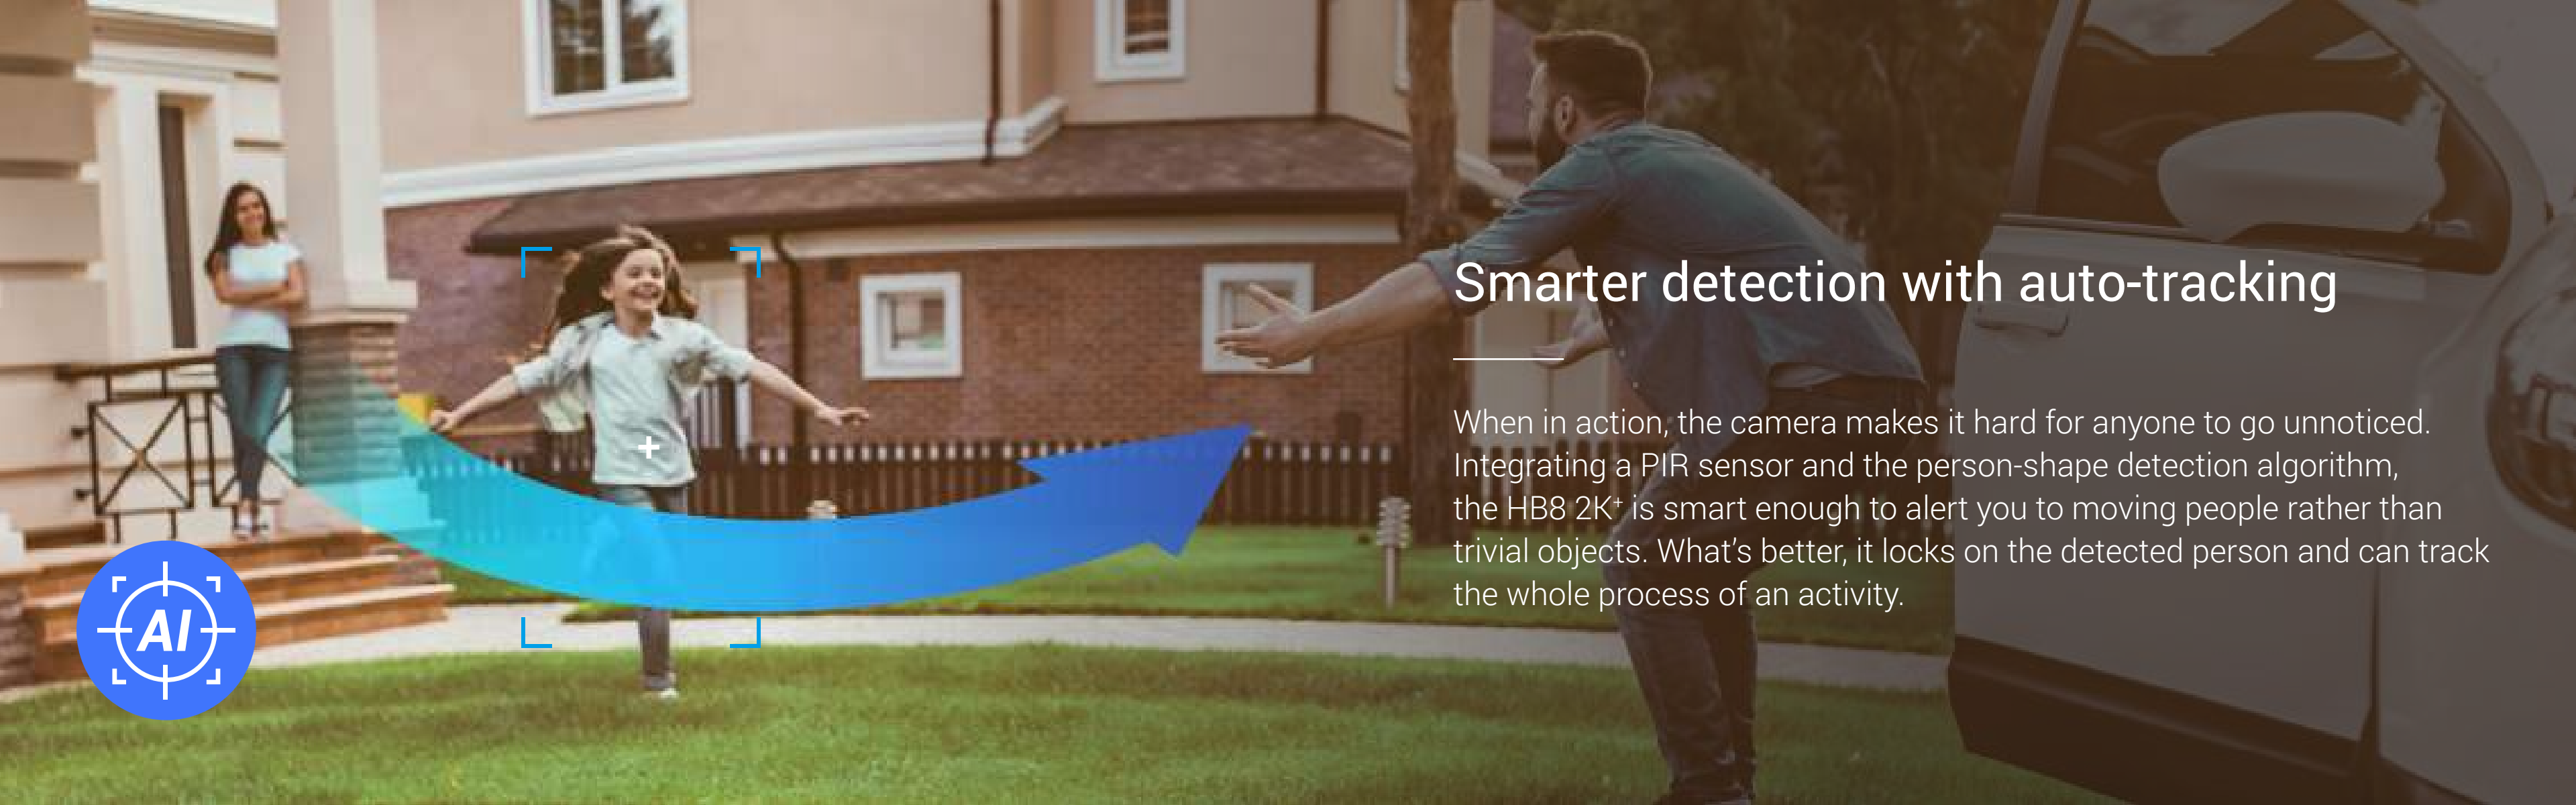 Smarter detection with auto-tracking
When in action, the camera makes it hard for anyone to go unnoticed.
Integrating a PIR sensor and the person-shape detection algorithm,
the HB8 2K⁺ is smart enough to alert you to moving people rather than
trivial objects. What's better, it locks on the detected person and can track
the whole process of an activity.
AI